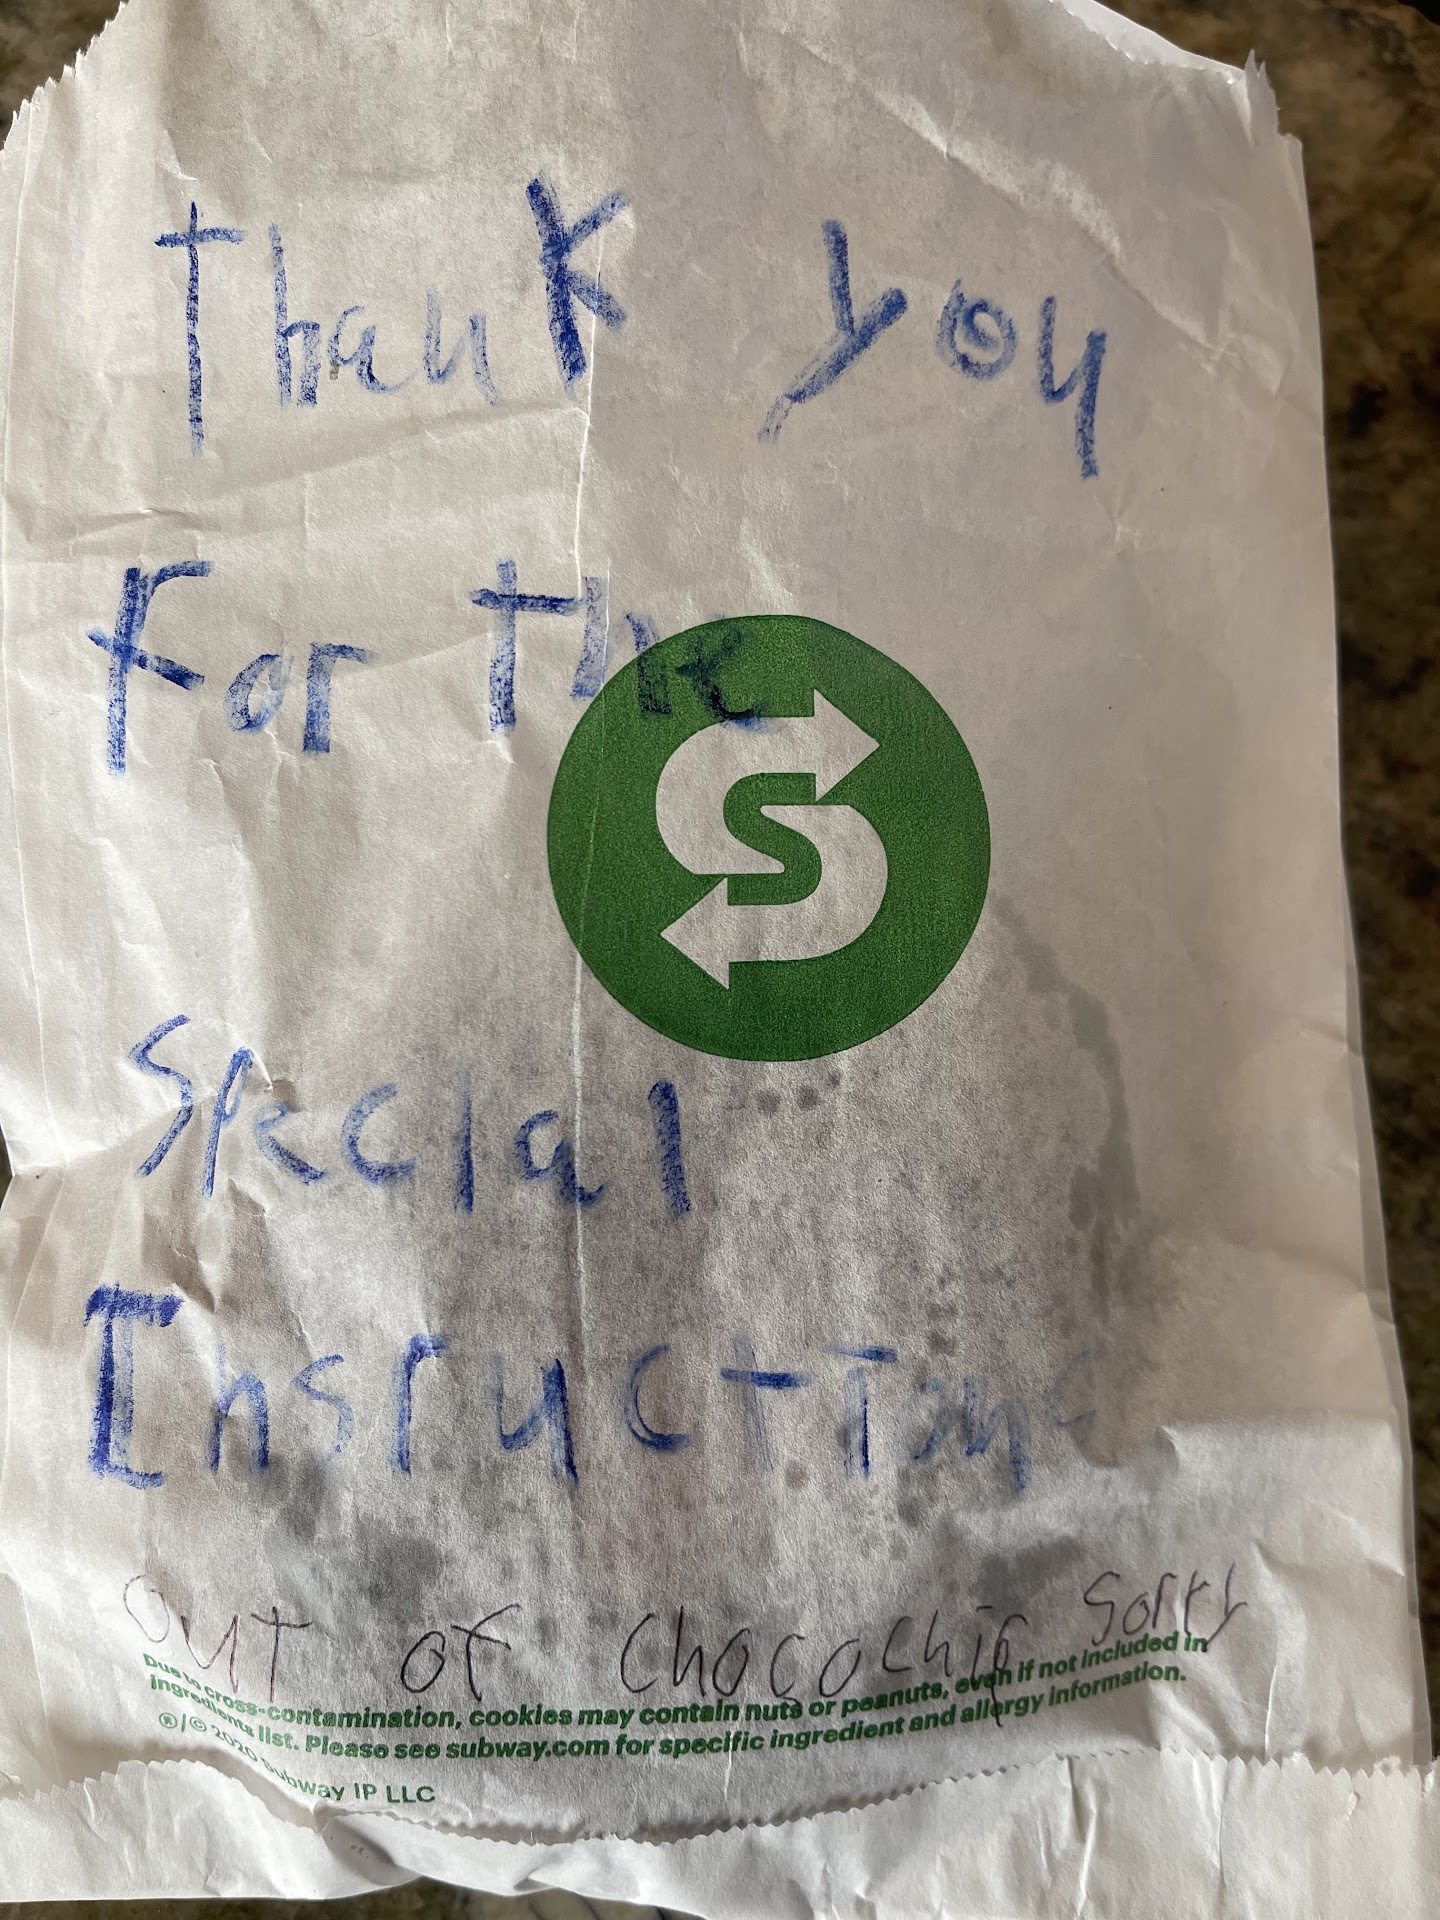 Thank you
For the
special
Insructions
out of chocochip sorry
Due to cross-contamination, cookies may contain nuts or peanuts, even if not included in
ingredients list. Please see subway.com for specific ingredient and allergy information.
®/© 2020 Subway IP LLC